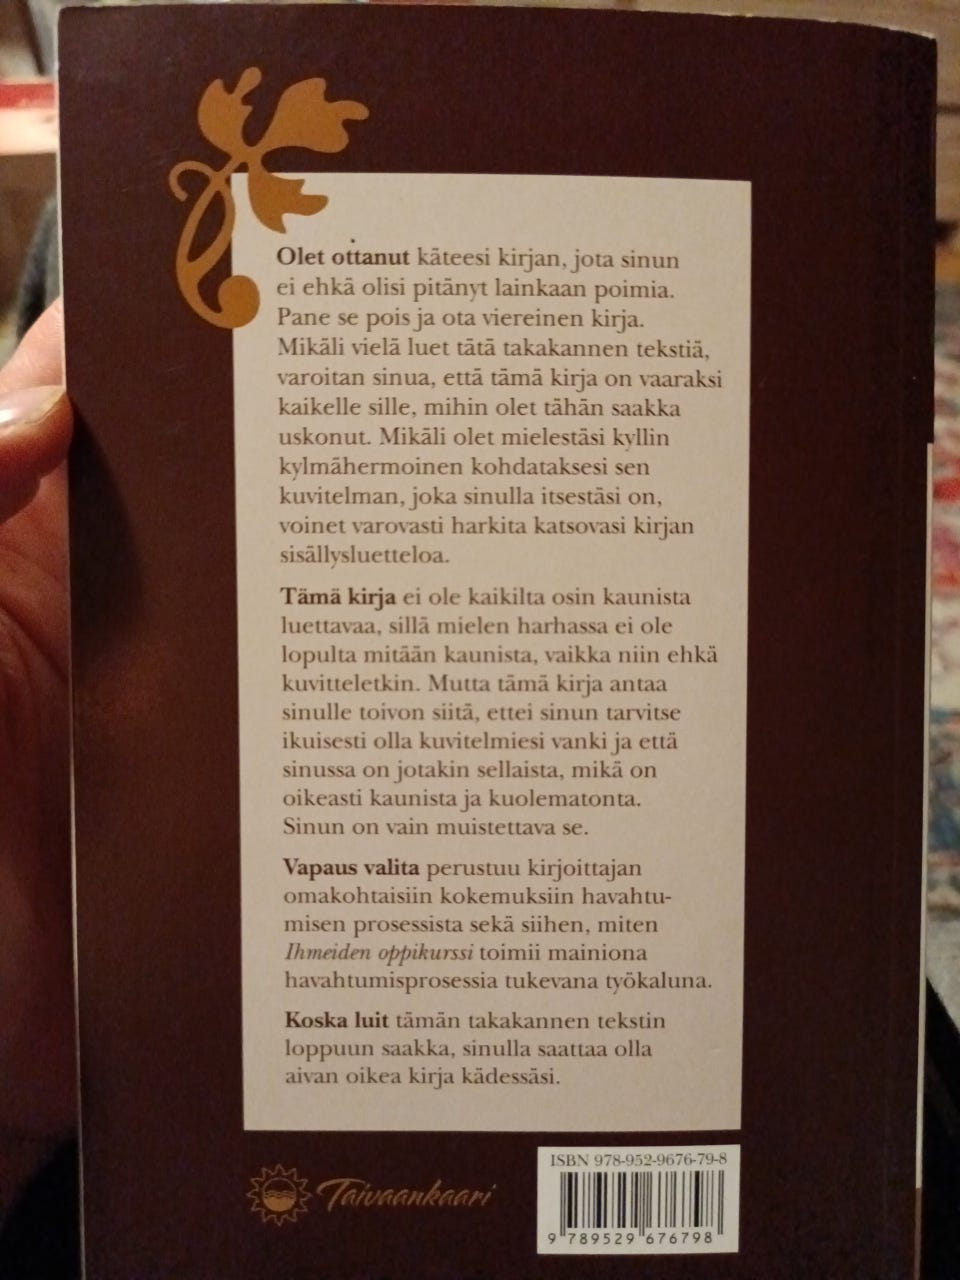 Olet ottanut käteesi kirjan, jota sinun
ei ehkä olisi pitänyt lainkaan poimia.
Pane se pois ja ota viereinen kirja.
Mikäli vielä luet tätä takakannen tekstiä,
varoitan sinua, että tämä kirja on vaaraksi
kaikelle sille, mihin olet tähän saakka
uskonut. Mikäli olet mielestäsi kyllin
kylmähermoinen kohdataksesi sen
kuvitelman, joka sinulla itsestäsi on,
voinet varovasti harkita katsovasi kirjan
sisällysluetteloa.
Tämä kirja ei ole kaikilta osin kaunista
luettavaa, sillä mielen harhassa ei ole
lopulta mitään kaunista, vaikka niin ehkä
kuvitteletkin. Mutta tämä kirja antaa
sinulle toivon siitä, ettei sinun tarvitse
ikuisesti olla kuvitelmiesi vanki ja että
sinussa on jotakin sellaista, mikä on
oikeasti kaunista ja kuolematonta.
Sinun on vain muistettava se.
Vapaus valita perustuu kirjoittajan
omakohtaisiin kokemuksiin havahtu-
misen prosessista sekä siihen, miten
Ihmeiden oppikurssi toimii mainiona
havahtumisprosessia tukevana työkaluna.
Koska luit tämän takakannen tekstin
loppuun saakka, sinulla saattaa olla
aivan oikea kirja kädessäsi.
ISBN 978-952-9676-79-8
Taivaankaari
9 789529 676798